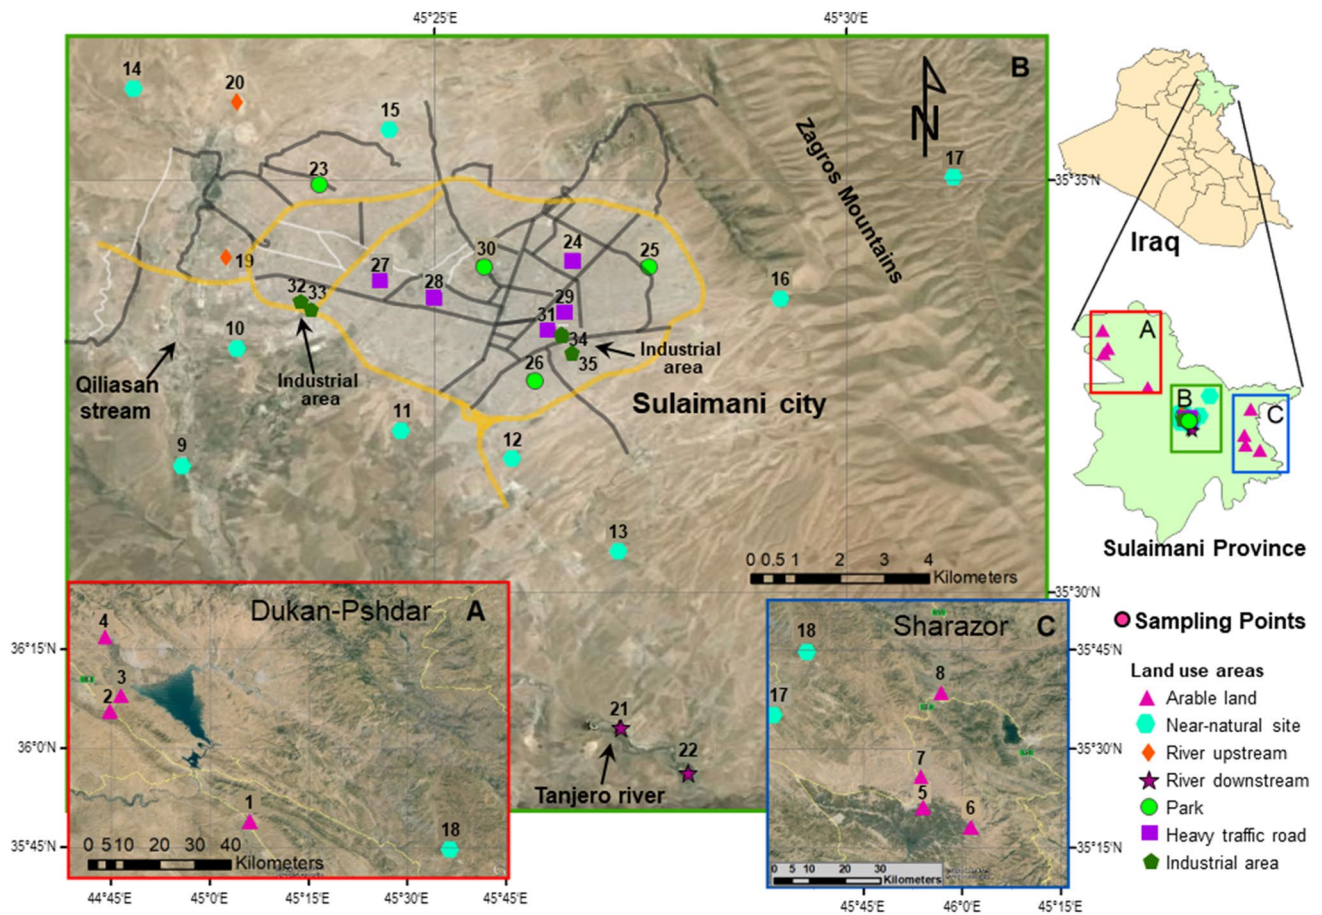 45°25'E
45°30'E
B
14
20
15
23
17
35°35'N
N
Zagros Mountains
Iraq
19
30
24
25
27
28
16
32
33
29
31
34
35
10
Industrial
area
Industrial
area
26
Qiliasan
stream
Sulaimani city
11
12
9
13
A
B
C
Sulaimani Province
0 0.5 1 2 3 4
Kilometers
35°30'N
Dukan-Pshdar A
4
3
2
1
18
0 5 10 20 30 40
Kilometers
36°15'N
36°0'N
35°45'N
44°45'E
45°0'E
45°15'E
45°30'E
45°45'E
21
22
Tanjero river
Sharazor C
18
17
8
7
5
6
0 5 10 20 30
Kilometers
35°45'N
35°30'N
35°15'N
45°45'E
46°0'E
45°15'E
Sampling Points
Land use areas
Arable land
Near-natural site
River upstream
River downstream
Park
Heavy traffic road
Industrial area